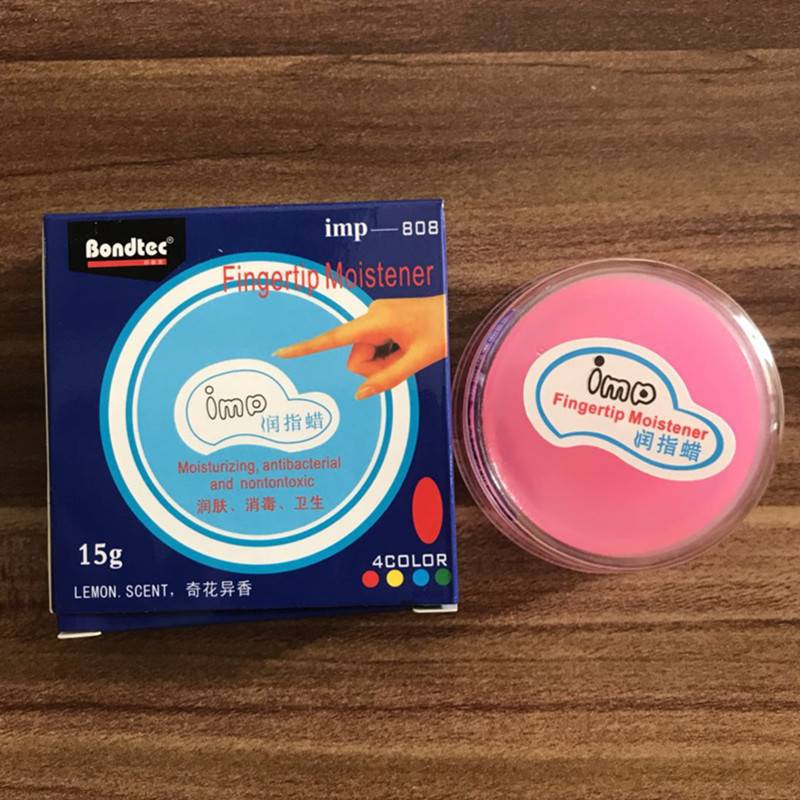 Bondtec®
imp—808
Fingertip Moistener
imp
润指蜡
Moisturizing, antibacterial
and nontontoxic
润肤、消毒、卫生
15g
4COLOR
LEMON. SCENT, 奇花异香
imp
Fingertip Moistener
润指蜡